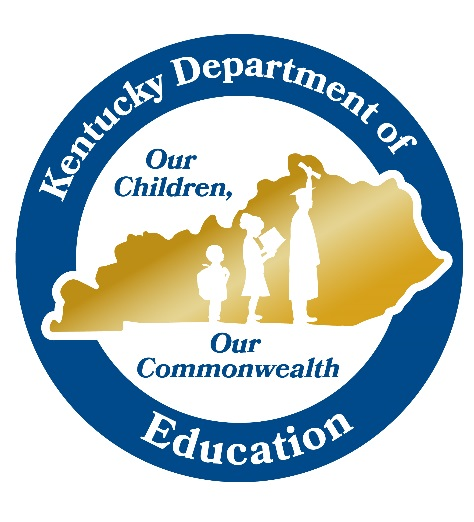 Kentucky Department of
Our
Children,
Our
Commonwealth
Education